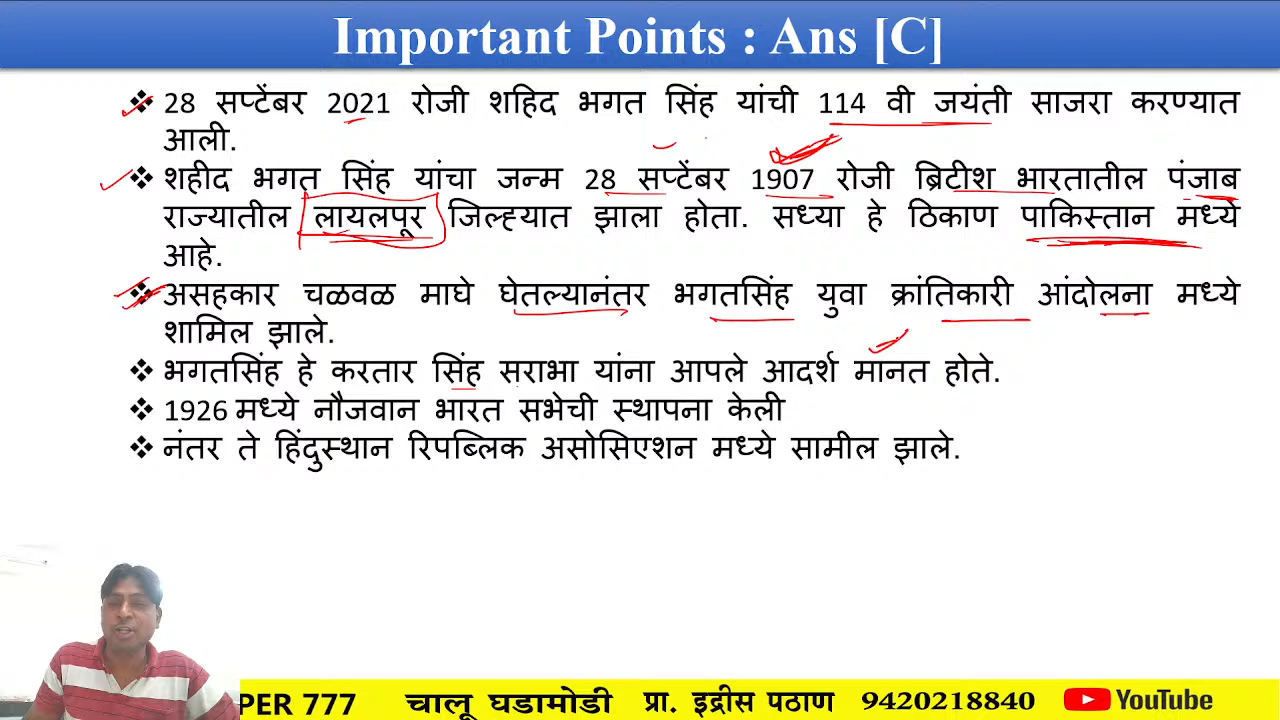 Important Points : Ans [C]
❖ 28 सप्टेंबर 2021 रोजी शहिद भगत सिंह यांची 114 वी जयंती साजरा करण्यात
आली.
❖ शहीद भगत सिंह यांचा जन्म 28 सप्टेंबर 1907 रोजी ब्रिटीश भारतातील पंजाब
राज्यातील लायलपूर जिल्ह्यात झाला होता. सध्या हे ठिकाण पाकिस्तान मध्ये
आहे.
❖ असहकार चळवळ माघे घेतल्यानंतर भगतसिंह युवा क्रांतिकारी आंदोलना मध्ये
शामिल झाले.
❖ भगतसिंह हे करतार सिंह सराभा यांना आपले आदर्श मानत होते.
❖ 1926 मध्ये नौजवान भारत सभेची स्थापना केली
❖ नंतर ते हिंदुस्थान रिपब्लिक असोसिएशन मध्ये सामील झाले.
PER 777 चालू घडामोडी प्रा. इद्रीस पठाण 9420218840 YouTube